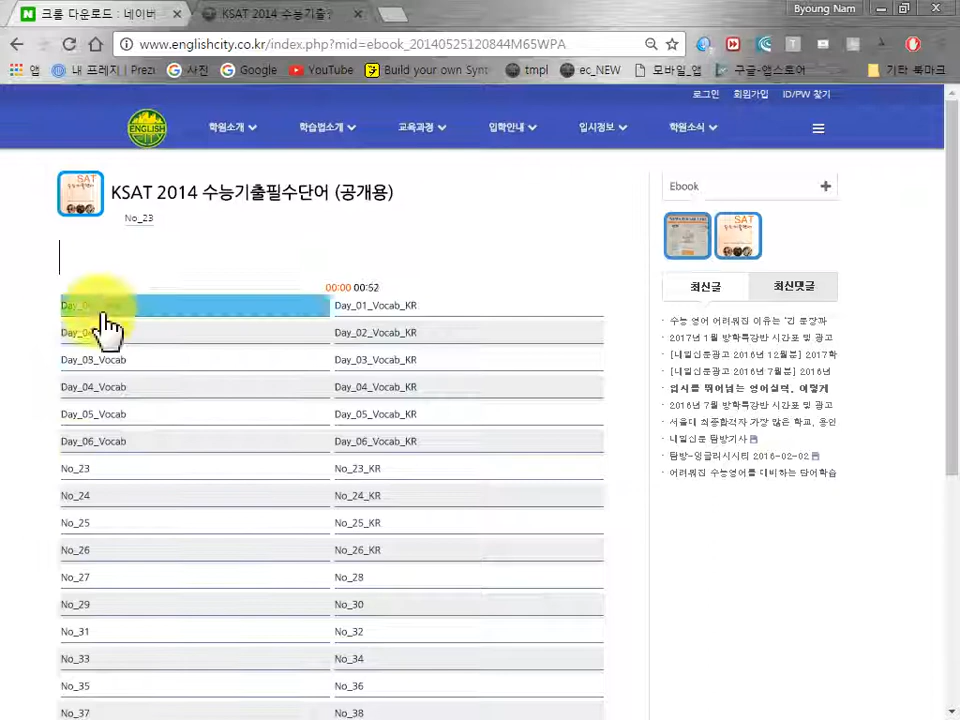 크롬 다운로드 : 네이버
KSAT 2014 수능기출
Byoung Nam
www.englishcity.co.kr/index.php?mid=ebook_20140525120844M65WPA
앱
내 프레지 | Prezi
사전
Google
YouTube
Build your own Synt
tmpl
ec_NEW
모바일_앱
구글-앱스토어
기타 북마크
로그인 회원가입 ID/PW 찾기
ENGLISH
학원소개 학습법소개 교육과정 입학안내 입시정보 학원소식
SAT
KSAT 2014 수능기출필수단어 (공개용)
No_23
00:00 00:52
Day_01_Vocab_KR
Day_02_Vocab_KR
Day_03_Vocab Day_03_Vocab_KR
Day_04_Vocab Day_04_Vocab_KR
Day_05_Vocab Day_05_Vocab_KR
Day_06_Vocab Day_06_Vocab_KR
No_23 No_23_KR
No_24 No_24_KR
No_25 No_25_KR
No_26 No_26_KR
No_27 No_28
No_29 No_30
No_31 No_32
No_33 No_34
No_35 No_36
No_37 No_38
Ebook +
SAT
최신글 최신댓글
수능 영어 어려워진 이유는 '긴 문장과
2017년 1월 방학특강반 시간표 및 광고
[내일신문광고 2016년 12월분] 2017학
[내일신문광고 2016년 7월분] 2016년
입시를 뛰어넘는 영어실력, 이렇게
2016년 7월 방학특강반 시간표 및 광고
서울대 최종합격자 가장 많은 학교, 용인
내일신문 탐방기사
탐방-잉글리시시티 2016-02-02
어려워진 수능영어를 대비하는 단어학습